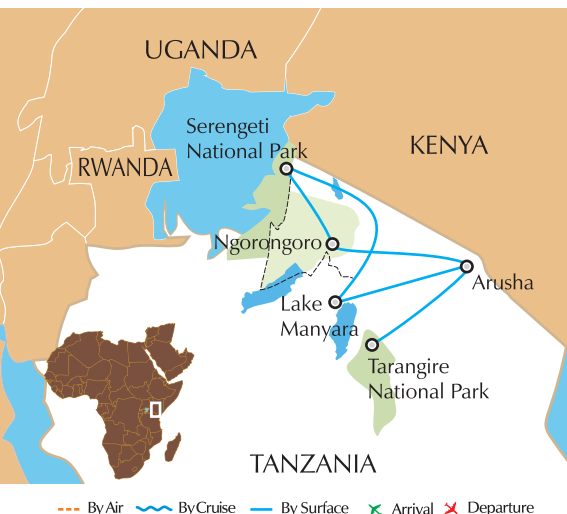 UGANDA
Serengeti
National Park
KENYA
RWANDA
Ngorongoro
Arusha
Lake
Manyara
Tarangire
National Park
TANZANIA
By Air By Cruise By Surface Arrival Departure